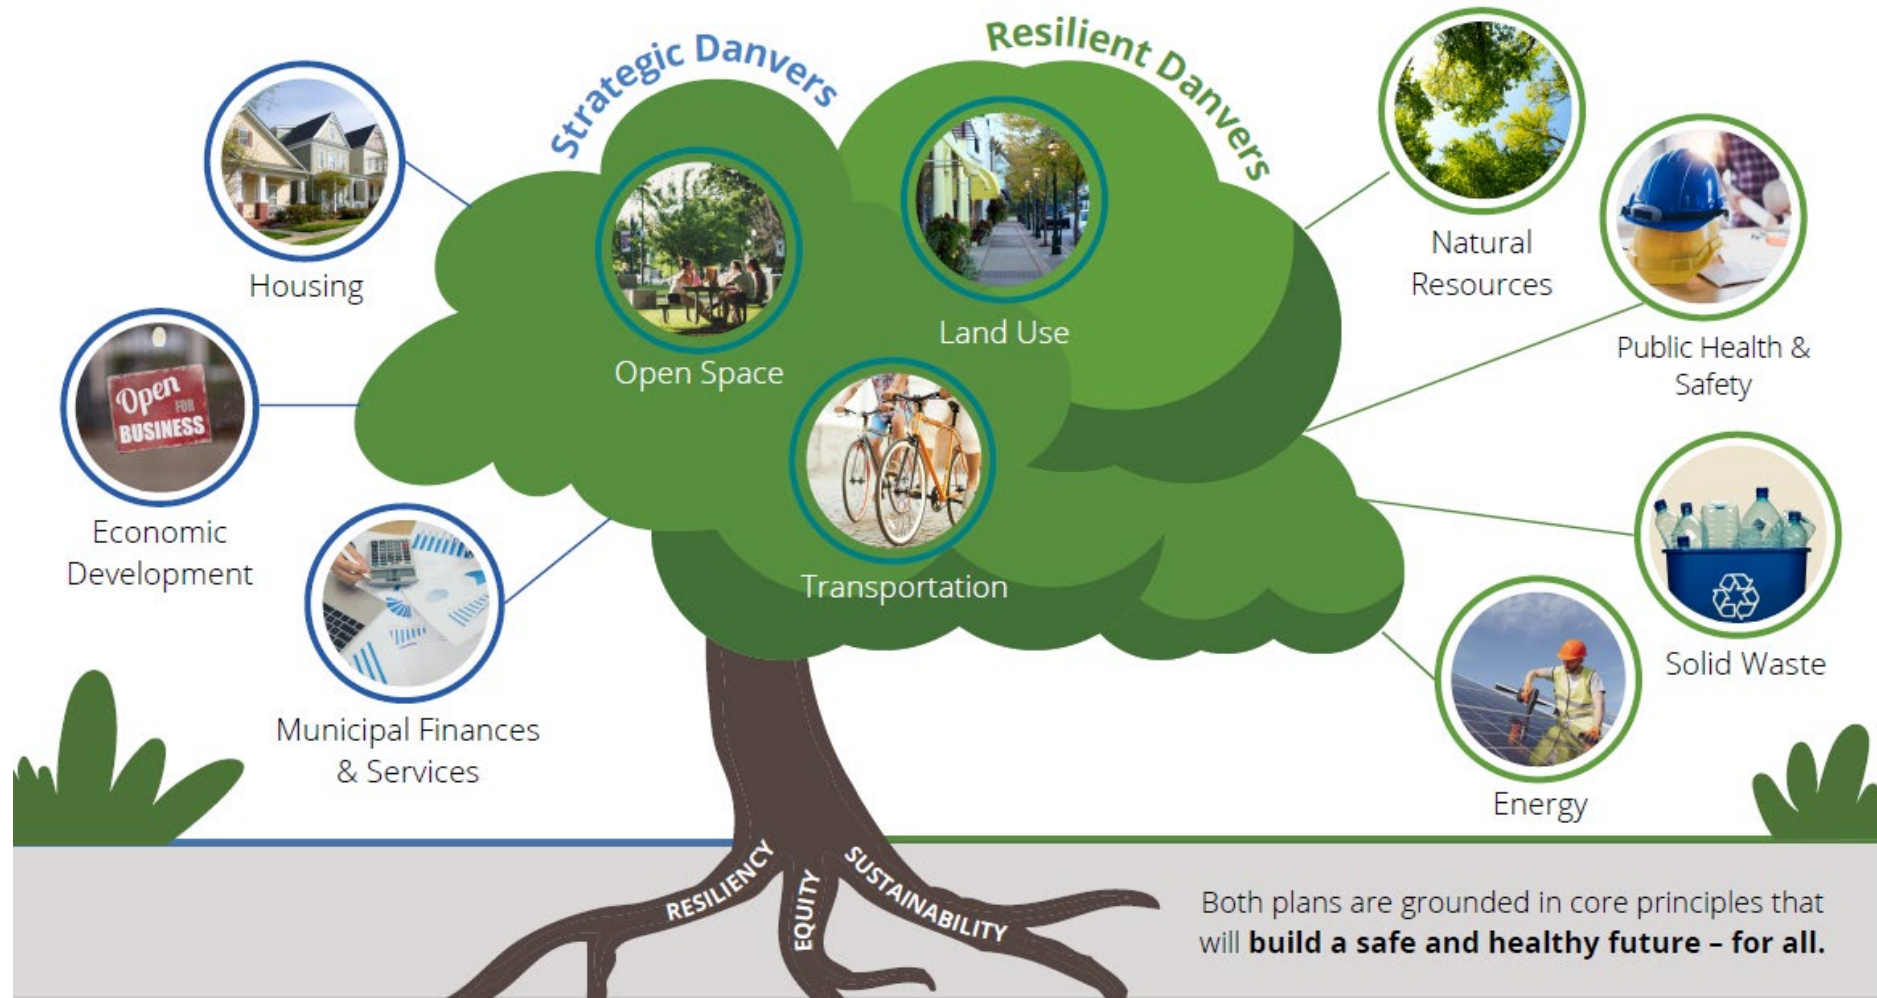 Strategic Danvers
Resilient Danvers
Housing
Open
FOR
BUSINESS
Economic
Development
Municipal Finances
& Services
Open Space
Land Use
Transportation
Natural
Resources
Public Health &
Safety
Solid Waste
Energy
RESILIENCY
EQUITY
SUSTAINABILITY
Both plans are grounded in core principles that
will build a safe and healthy future – for all.